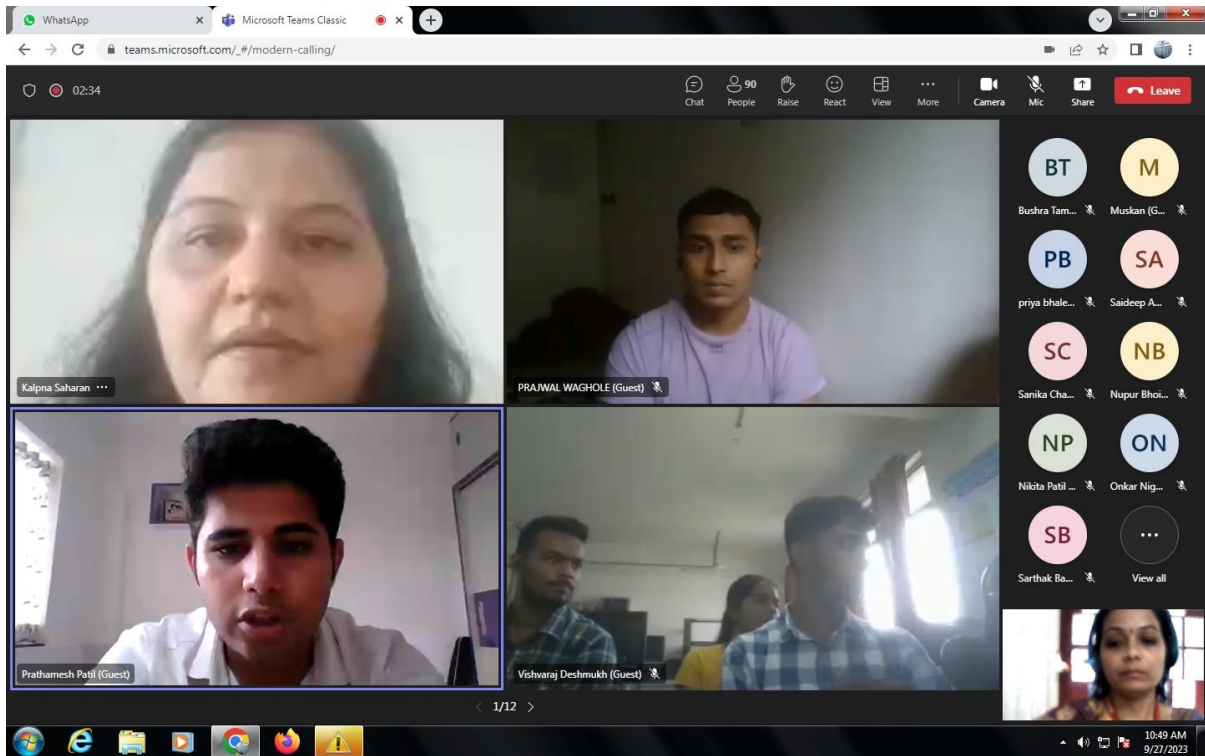 WhatsApp
Microsoft Teams Classic
teams.microsoft.com/_#/modern-calling/
02:34
Chat
90
People
Raise
React
View
More
Camera
Mic
Share
Leave
Kalpna Saharan ...
PRAJWAL WAGHOLE (Guest)
Prathamesh Patil (Guest)
Vishvaraj Deshmukh (Guest)
BT
Bushra Tam...
M
Muskan (G...
PB
priya bhale...
SA
Saideep A...
SC
Sanika Cha...
NB
Nupur Bhoi...
NP
Nikita Patil ...
ON
Onkar Nig...
SB
Sarthak Ba...
...
View all
1/12
10:49 AM
9/27/2023